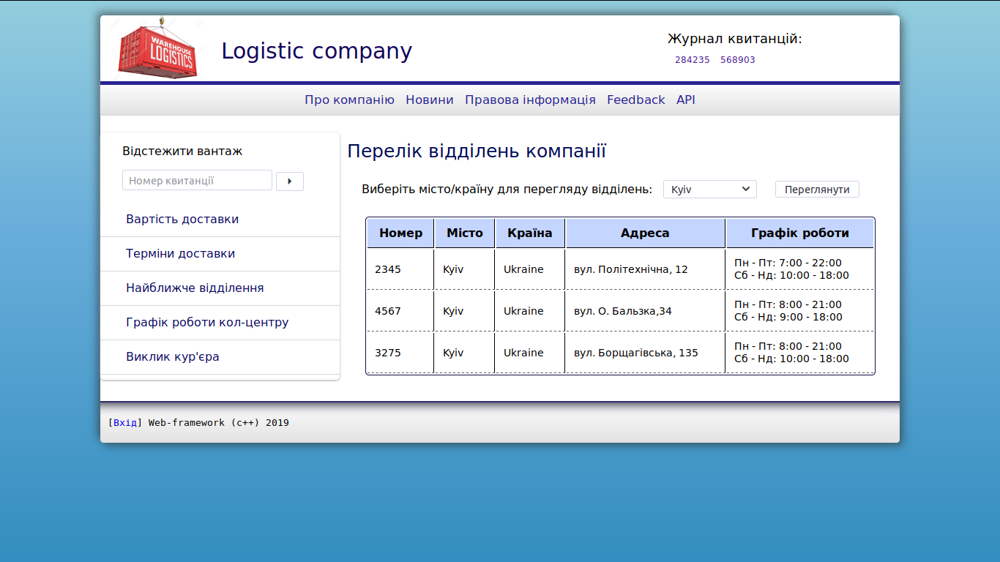 WAREHOUSE
LOGISTICS
Logistic company
Журнал квитанцій:
284235 568903
Про компанію Новини Правова інформація Feedback API
Відстежити вантаж
Номер квитанції
Вартість доставки
Терміни доставки
Найближче відділення
Графік роботи кол-центру
Виклик кур'єра
Перелік відділень компанії
Виберіть місто/країну для перегляду відділень: Kyiv Переглянути
Номер Місто Країна Адреса Графік роботи
2345 Kyiv Ukraine вул. Політехнічна, 12 Пн - Пт: 7:00 - 22:00
Сб - Нд: 10:00 - 18:00
4567 Kyiv Ukraine вул. О. Бальзка,34 Пн - Пт: 8:00 - 21:00
Сб - Нд: 9:00 - 18:00
3275 Kyiv Ukraine вул. Борщагівська, 135 Пн - Пт: 8:00 - 21:00
Сб - Нд: 10:00 - 18:00
[Вхід] Web-framework (c++) 2019